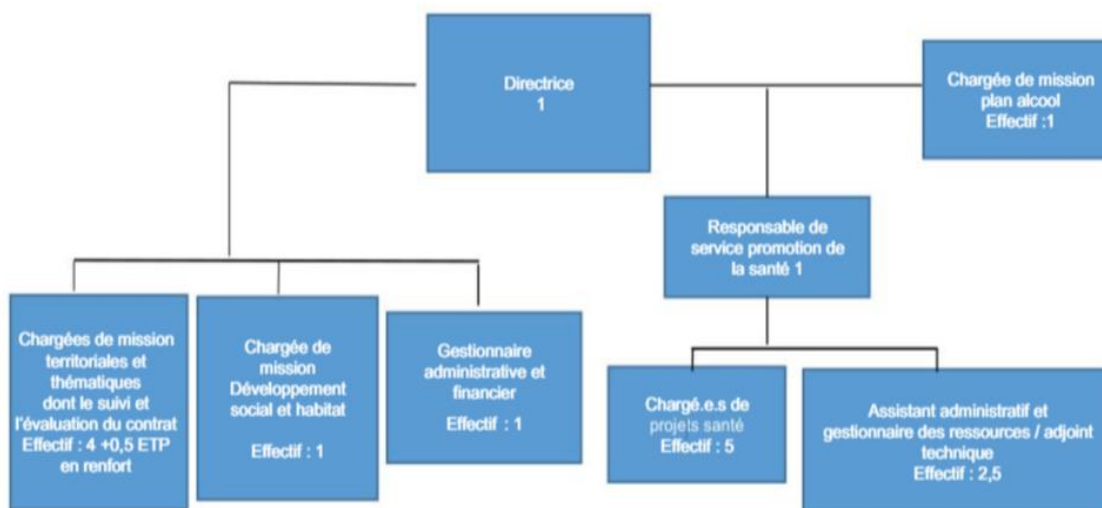 Directrice
1
Chargée de mission
plan alcool
Effectif :1
Responsable de
service promotion de
la santé 1
Chargées de mission
territoriales et
thématiques
dont le suivi et
l'évaluation du contrat
Effectif : 4 +0,5 ETP
en renfort
Chargée de
mission
Développement
social et habitat
Effectif : 1
Gestionnaire
administrative et
financier
Effectif : 1
Chargé.e.s de
projets santé
Effectif : 5
Assistant administratif et
gestionnaire des ressources / adjoint
technique
Effectif : 2,5